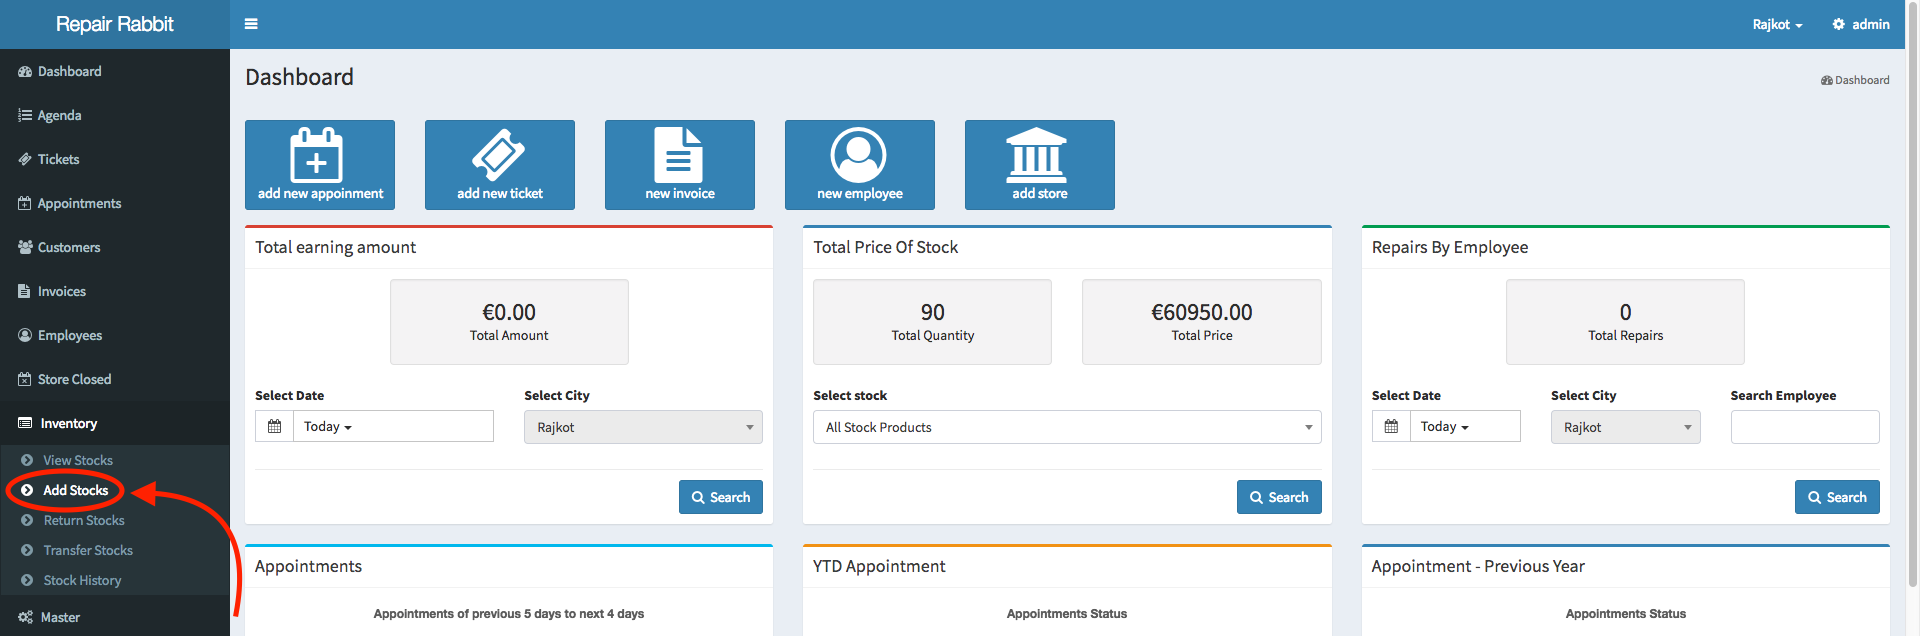 Repair Rabbit
Rajkot
admin
Dashboard
Agenda
Tickets
Appointments
Customers
Invoices
Employees
Store Closed
Inventory
View Stocks
Add Stocks
Return Stocks
Transfer Stocks
Stock History
Master
Dashboard
Dashboard
add new appoinment
add new ticket
new invoice
new employee
add store
Total earning amount
€0.00
Total Amount
Select Date
Select City
Today
Rajkot
Search
Total Price Of Stock
90
Total Quantity
€60950.00
Total Price
Select stock
All Stock Products
Search
Repairs By Employee
0
Total Repairs
Select Date
Select City
Search Employee
Today
Rajkot
Search
Appointments
Appointments of previous 5 days to next 4 days
YTD Appointment
Appointments Status
Appointment - Previous Year
Appointments Status